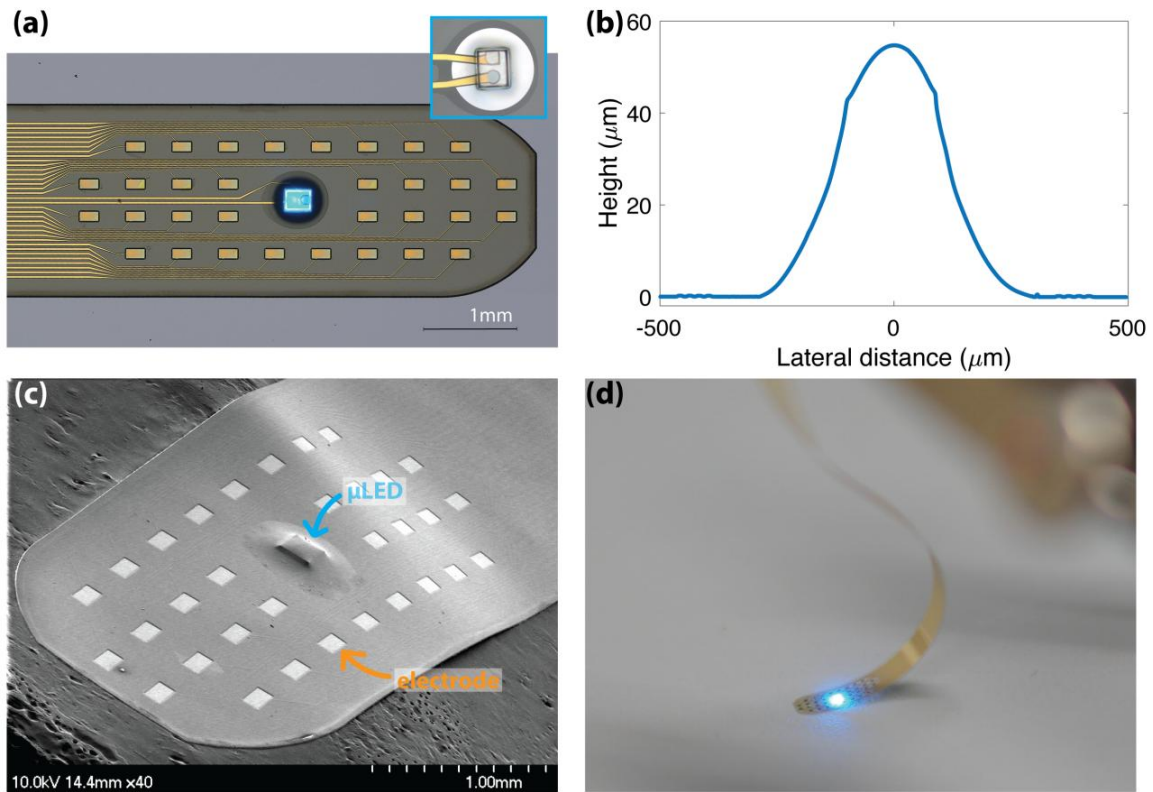 (a)
1mm
(b)
60
40
20
0
Height (μm)
-500 0 500
Lateral distance (μm)
(c)
μLED
electrode
10.0kV 14.4mm x40 1.00mm
(d)